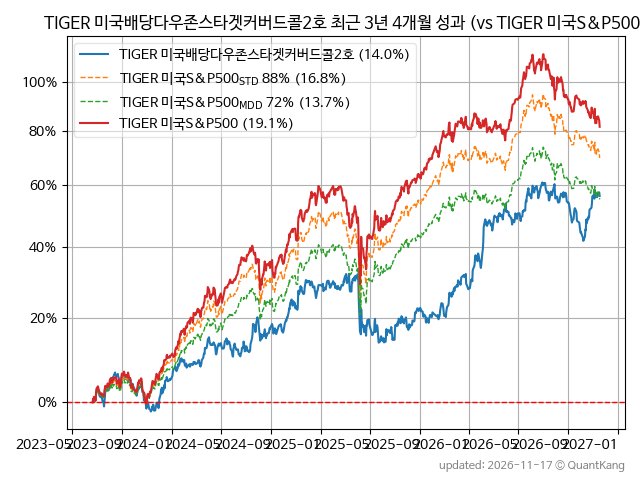 TIGER 미국배당다우존스타겟커버드콜2호 최근 3년 4개월 성과 (vs TIGER 미국S&P500
TIGER 미국배당다우존스타겟커버드콜2호 (14.0%)
TIGER 미국S&P500STD 88% (16.8%)
TIGER 미국S&P500MDD 72% (13.7%)
TIGER 미국S&P500 (19.1%)
100%
80%
60%
40%
20%
0%
2023-05 2023-09 2024-01 2024-05 2024-09 2025-01 2025-05 2025-09 2026-01 2026-05 2026-09 2027-01
updated: 2026-11-17 © QuantKang